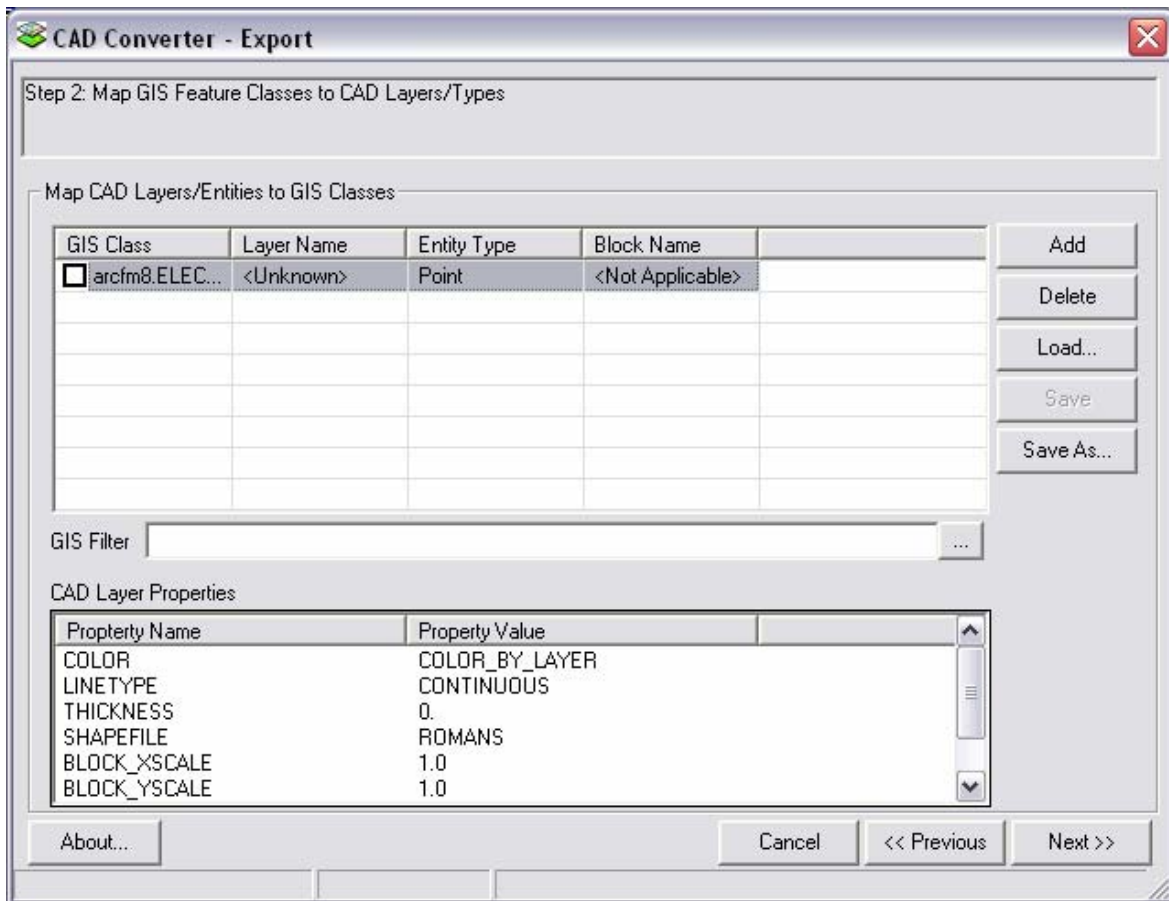 CAD Converter - Export
Step 2: Map GIS Feature Classes to CAD Layers/Types
Map CAD Layers/Entities to GIS Classes
GIS Class Layer Name Entity Type Block Name
arcfm8.ELEC... <Unknown> Point <Not Applicable>
Add
Delete
Load...
Save
Save As...
GIS Filter ...
CAD Layer Properties
Propterty Name Property Value
COLOR COLOR_BY_LAYER
LINETYPE CONTINUOUS
THICKNESS 0.
SHAPEFILE ROMANS
BLOCK_XSCALE 1.0
BLOCK_YSCALE 1.0
About... Cancel << Previous Next >>